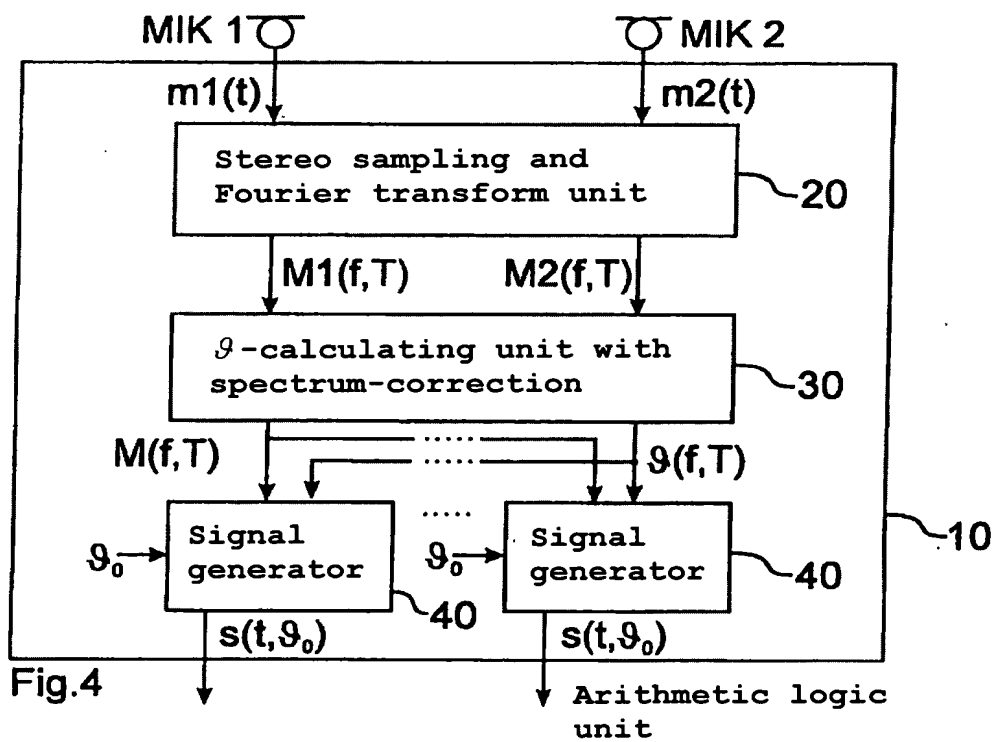 MIK 1
MIK 2
m1(t)
m2(t)
Stereo sampling and
Fourier transform unit
20
M1(f,T)
M2(f,T)
ϑ-calculating unit with
spectrum-correction
30
M(f,T)
.....
ϑ(f,T)
.....
ϑ₀
Signal
generator
40
.....
ϑ₀
Signal
generator
40
10
s(t,ϑ₀)
s(t,ϑ₀)
Fig.4
Arithmetic logic
unit